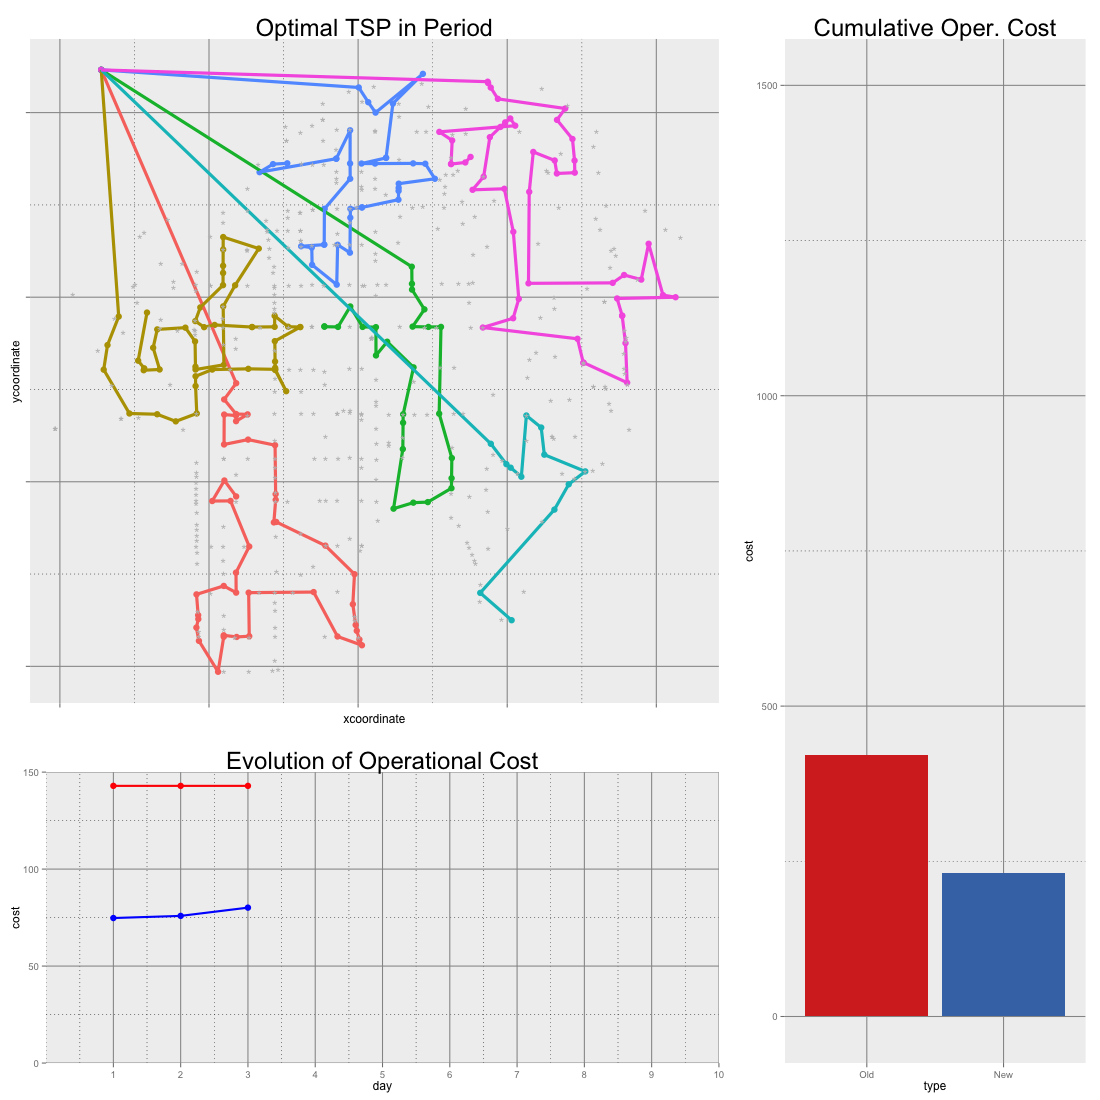 Optimal TSP in Period
ycoordinate
xcoordinate
Evolution of Operational Cost
150
100
50
0
cost
1 2 3 4 5 6 7 8 9 10
day
Cumulative Oper. Cost
1500
1000
500
0
cost
Old New
type